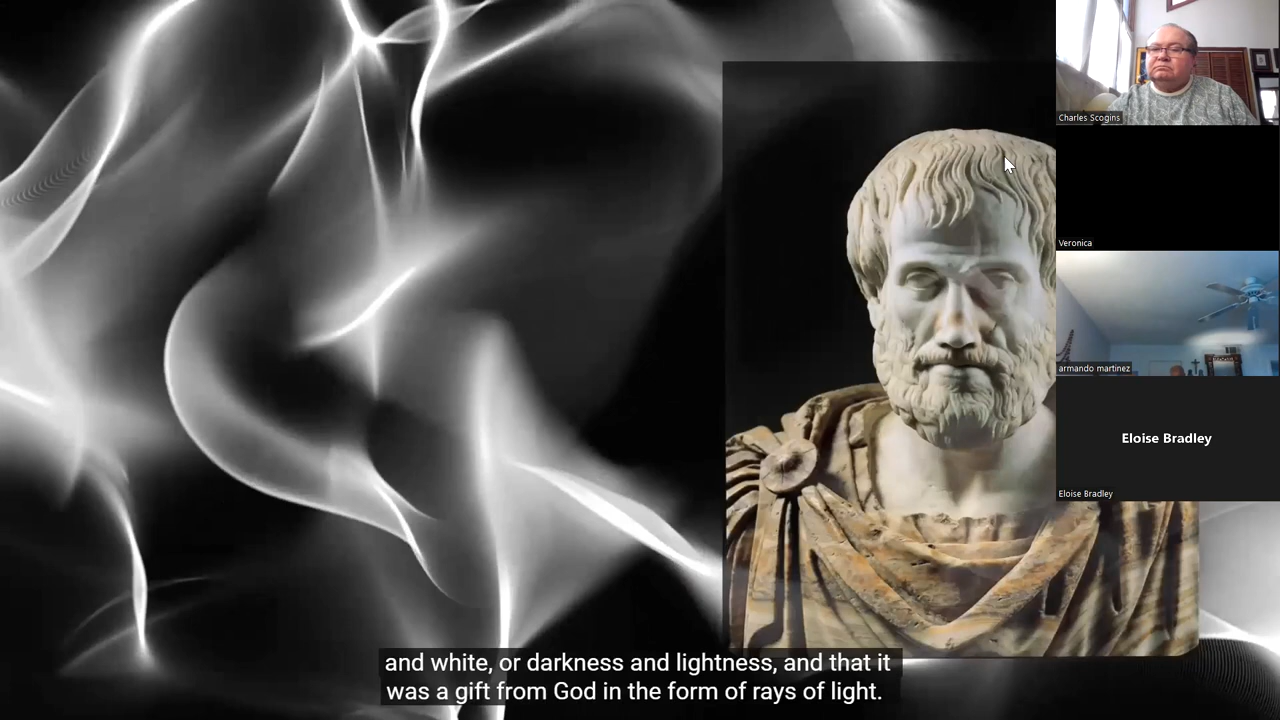 Charles Scogins
Veronica
armando martinez
Eloise Bradley
Eloise Bradley
and white, or darkness and lightness, and that it
was a gift from God in the form of rays of light.